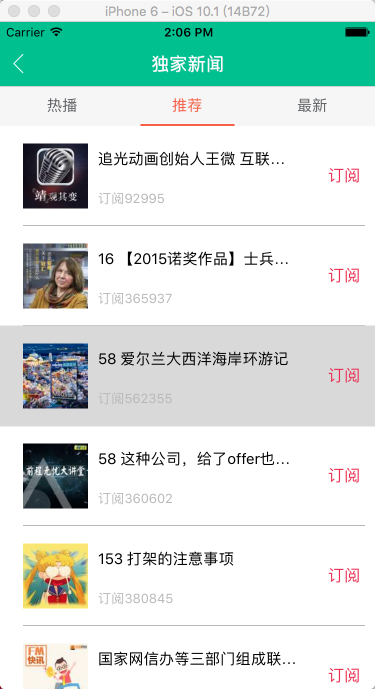 iPhone 6 – iOS 10.1 (14B72)
Carrier 2:06 PM
独家新闻
热播 推荐 最新
追光动画创始人王微 互联...
订阅
订阅92995
16 【2015诺奖作品】士兵...
订阅
订阅365937
58 爱尔兰大西洋海岸环游记
订阅
订阅562355
58 这种公司，给了offer也...
订阅
订阅360602
前程无忧大讲堂
153 打架的注意事项
订阅
订阅380845
FM
快讯
国家网信办等三部门组成联...
订阅